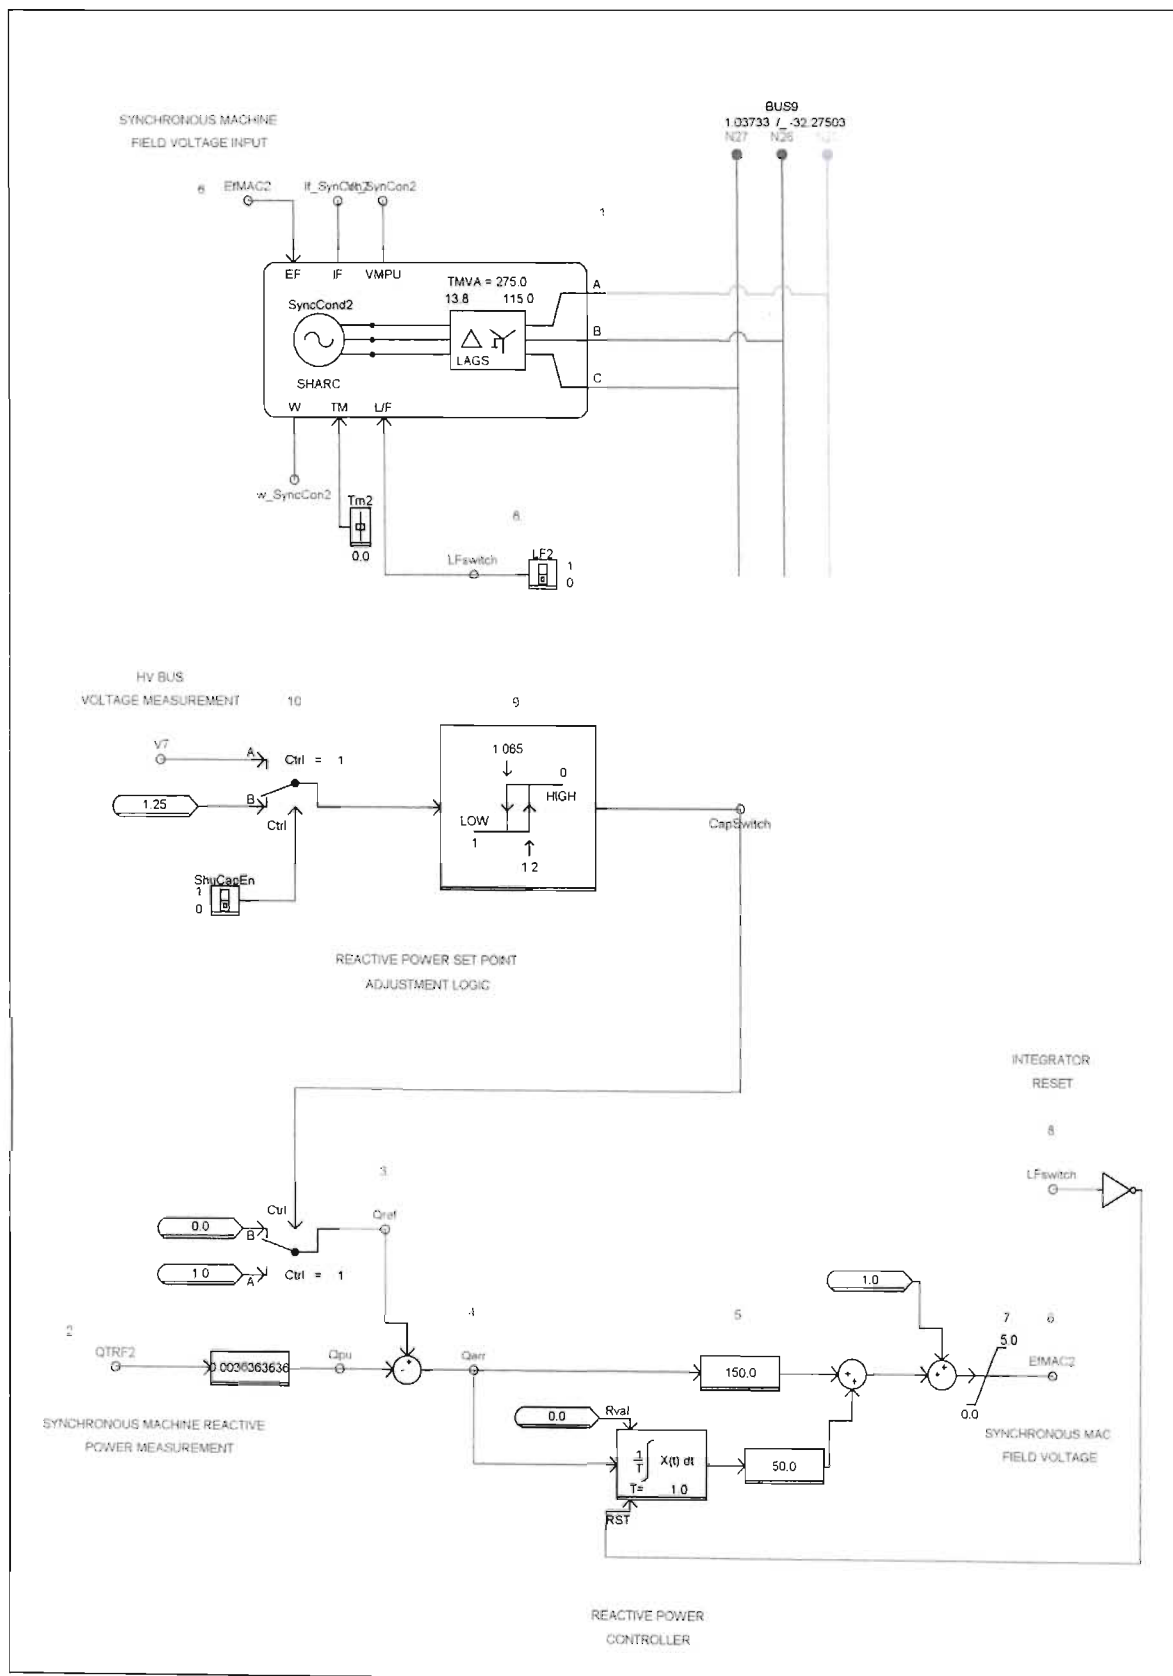 BUS9
1.03733 /_ -32.27503
N27 N26
SYNCHRONOUS MACHINE
FIELD VOLTAGE INPUT
6 EfMAC2
1
EF IF VMPU
SyncCond2
SHARC
TMVA = 275.0
13.8 115.0
LAGS
A
B
C
W TM L/F
w_SyncCon2
Tm2
0.0
8
LFswitch
LF2
1
0
HV BUS
VOLTAGE MEASUREMENT 10
9
V7
A
Ctrl = 1
1.25
B
Ctrl
ShuCapEn
1
0
1.065
0
HIGH
LOW
1
1.2
CapSwitch
REACTIVE POWER SET POINT
ADJUSTMENT LOGIC
INTEGRATOR
RESET
8
LFswitch
3
Ctrl
Qref
0.0
B
1.0
A
Ctrl = 1
1.0
2
4
5
7 6
5.0
QTRF2
Qpu
Qerr
150.0
EfMAC2
0.0
SYNCHRONOUS MACHINE REACTIVE
POWER MEASUREMENT
SYNCHRONOUS MAC
FIELD VOLTAGE
0.0
Rval
1
T
X(t) dt
T= 1.0
50.0
RST
REACTIVE POWER
CONTROLLER